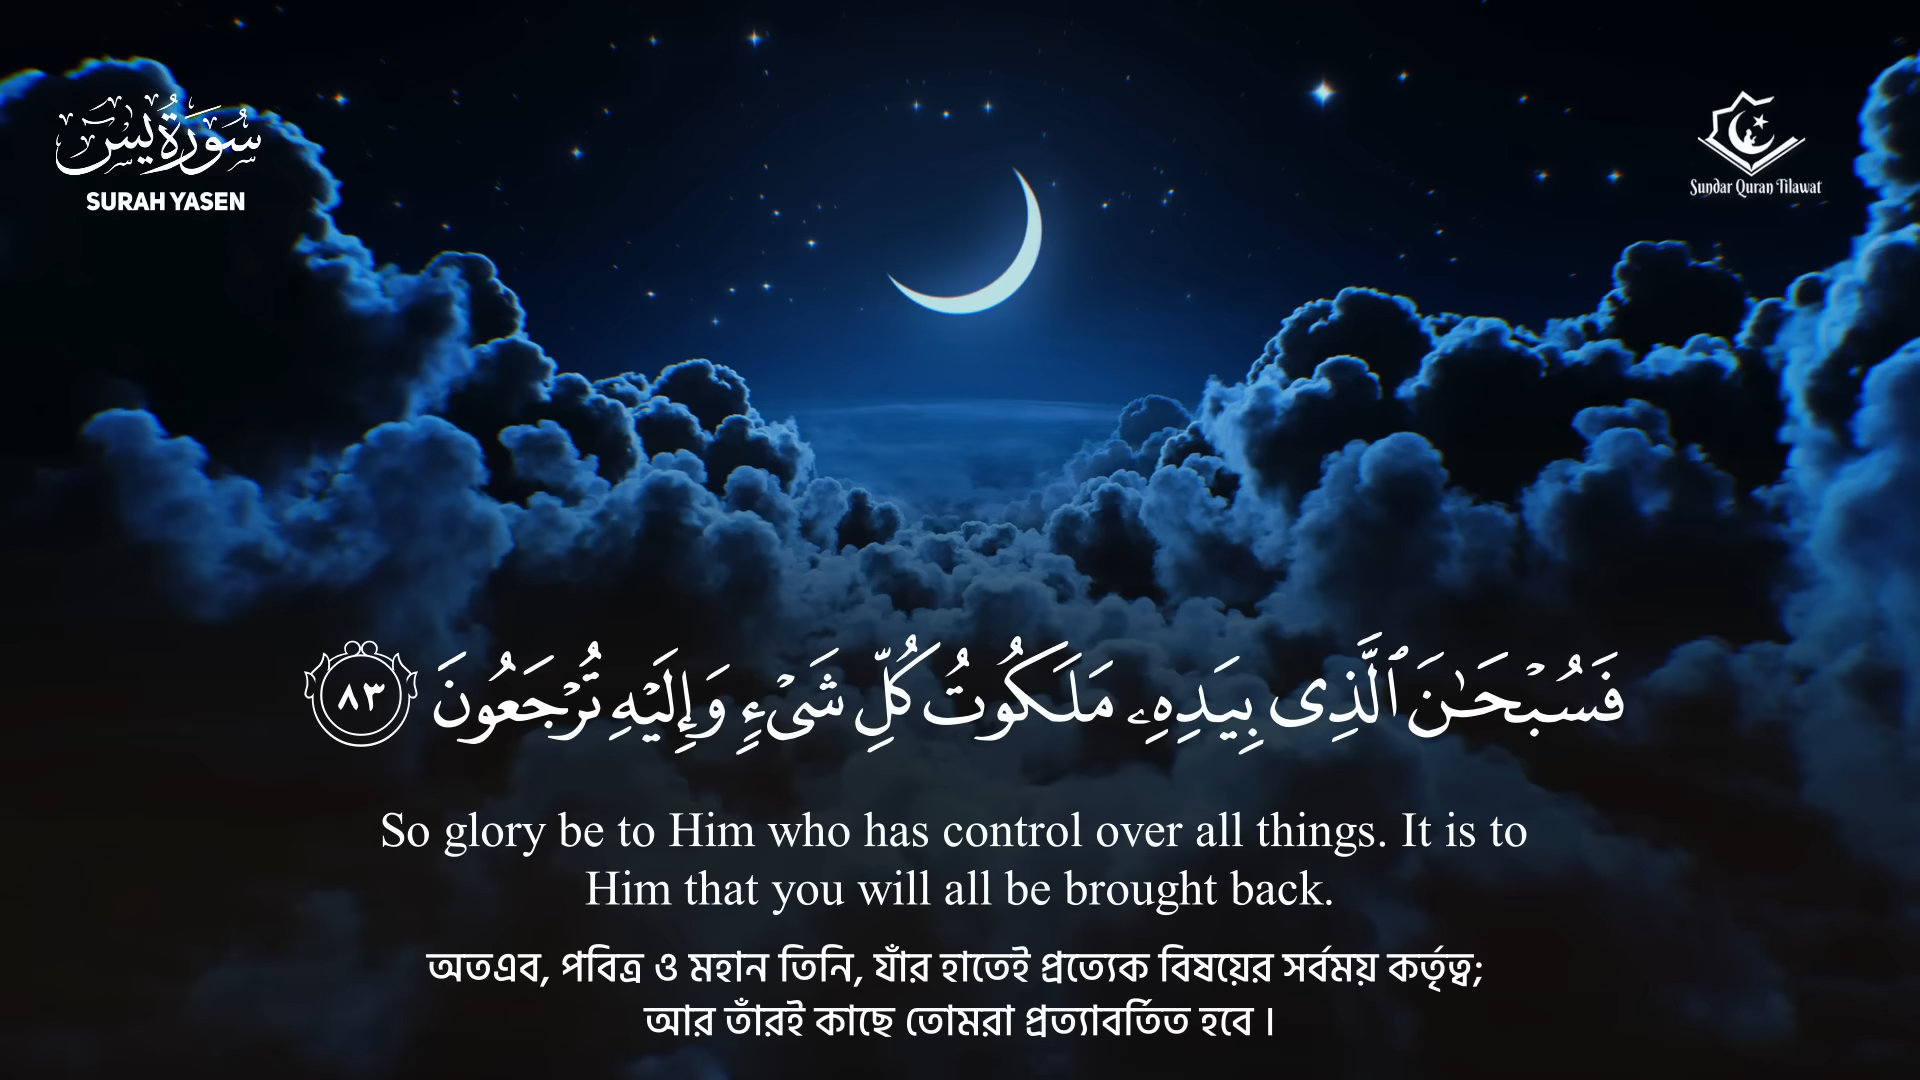 سُورَةُ يس
SURAH YASEN
Sundar Quran Tilawat
فَسُبْحَـٰنَ ٱلَّذِى بِيَدِهِۦ مَلَكُوتُ كُلِّ شَىْءٍ وَإِلَيْهِ تُرْجَعُونَ ٨٣
So glory be to Him who has control over all things. It is to
Him that you will all be brought back.
অতএব, পবিত্র ও মহান তিনি, যাঁর হাতেই প্রত্যেক বিষয়ের সর্বময় কর্তৃত্ব;
আর তাঁরই কাছে তোমরা প্রত্যাবর্তিত হবে ।